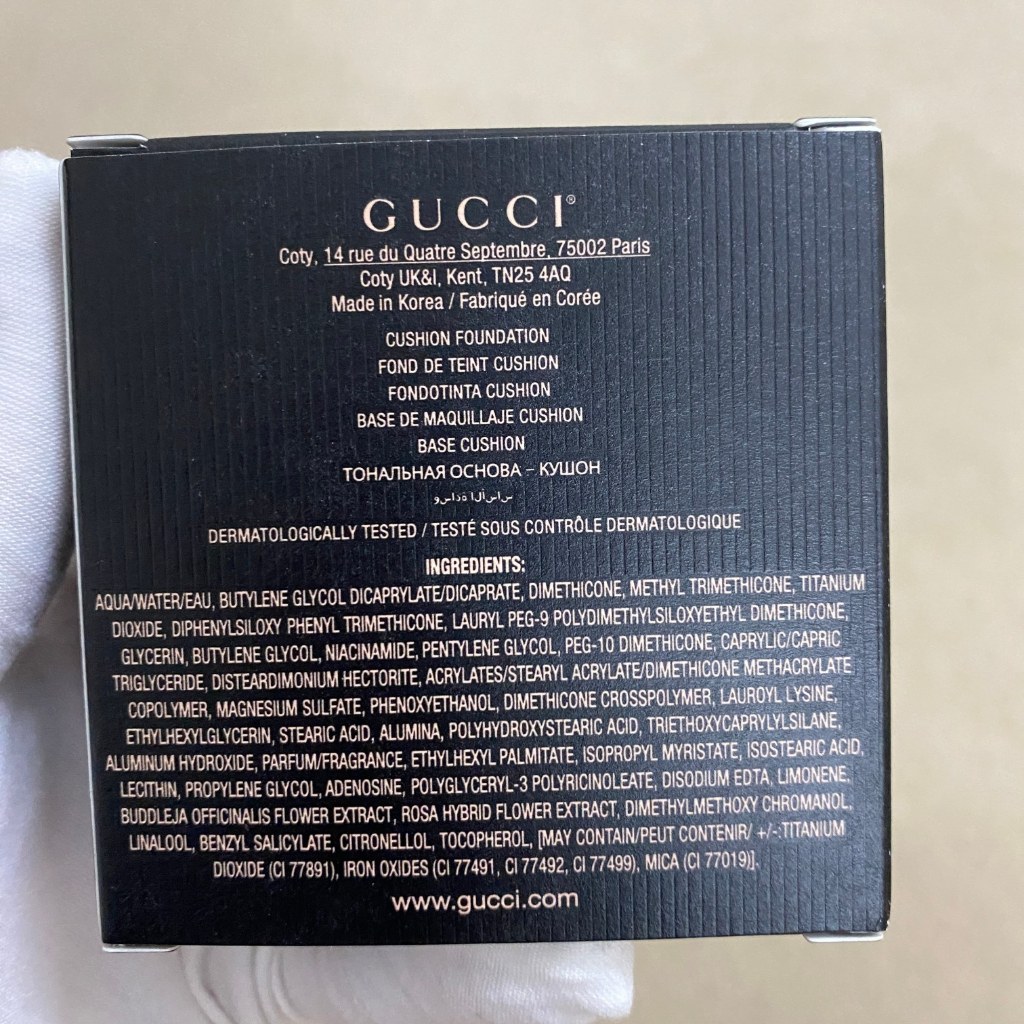 GUCCI®
Coty, 14 rue du Quatre Septembre, 75002 Paris
Coty UK&I, Kent, TN25 4AQ
Made in Korea / Fabriqué en Corée
CUSHION FOUNDATION
FOND DE TEINT CUSHION
FONDOTINTA CUSHION
BASE DE MAQUILLAJE CUSHION
BASE CUSHION
ТОНАЛЬНАЯ ОСНОВА – КУШОН
وسادة الأساس
DERMATOLOGICALLY TESTED / TESTÉ SOUS CONTRÔLE DERMATOLOGIQUE
INGREDIENTS:
AQUA/WATER/EAU, BUTYLENE GLYCOL DICAPRYLATE/DICAPRATE, DIMETHICONE, METHYL TRIMETHICONE, TITANIUM
DIOXIDE, DIPHENYLSILOXY PHENYL TRIMETHICONE, LAURYL PEG-9 POLYDIMETHYLSILOXYETHYL DIMETHICONE,
GLYCERIN, BUTYLENE GLYCOL, NIACINAMIDE, PENTYLENE GLYCOL, PEG-10 DIMETHICONE, CAPRYLIC/CAPRIC
TRIGLYCERIDE, DISTEARDIMONIUM HECTORITE, ACRYLATES/STEARYL ACRYLATE/DIMETHICONE METHACRYLATE
COPOLYMER, MAGNESIUM SULFATE, PHENOXYETHANOL, DIMETHICONE CROSSPOLYMER, LAUROYL LYSINE,
ETHYLHEXYLGLYCERIN, STEARIC ACID, ALUMINA, POLYHYDROXYSTEARIC ACID, TRIETHOXYCAPRYLYLSILANE,
ALUMINUM HYDROXIDE, PARFUM/FRAGRANCE, ETHYLHEXYL PALMITATE, ISOPROPYL MYRISTATE, ISOSTEARIC ACID,
LECITHIN, PROPYLENE GLYCOL, ADENOSINE, POLYGLYCERYL-3 POLYRICINOLEATE, DISODIUM EDTA, LIMONENE,
BUDDLEJA OFFICINALIS FLOWER EXTRACT, ROSA HYBRID FLOWER EXTRACT, DIMETHYLMETHOXY CHROMANOL,
LINALOOL, BENZYL SALICYLATE, CITRONELLOL, TOCOPHEROL, [MAY CONTAIN/PEUT CONTENIR/ +/-:TITANIUM
DIOXIDE (CI 77891), IRON OXIDES (CI 77491, CI 77492, CI 77499), MICA (CI 77019)].
www.gucci.com